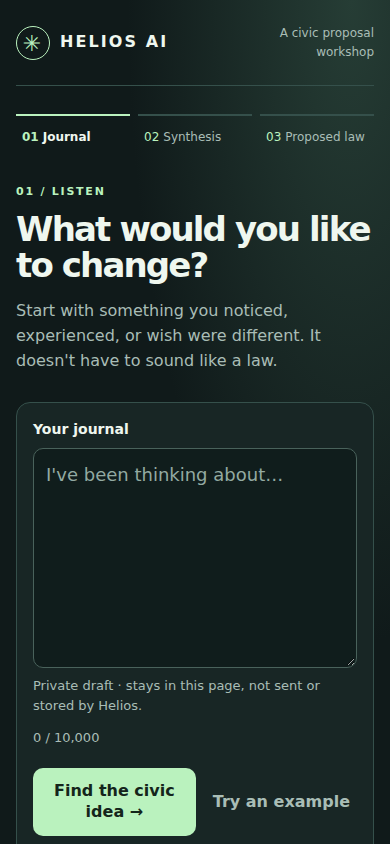 HELIOS AI
A civic proposal
workshop
01 Journal
02 Synthesis
03 Proposed law
01 / LISTEN
What would you like
to change?
Start with something you noticed,
experienced, or wish were different. It
doesn't have to sound like a law.
Your journal
I've been thinking about...
Private draft · stays in this page, not sent or
stored by Helios.
0 / 10,000
Find the civic
idea →
Try an example